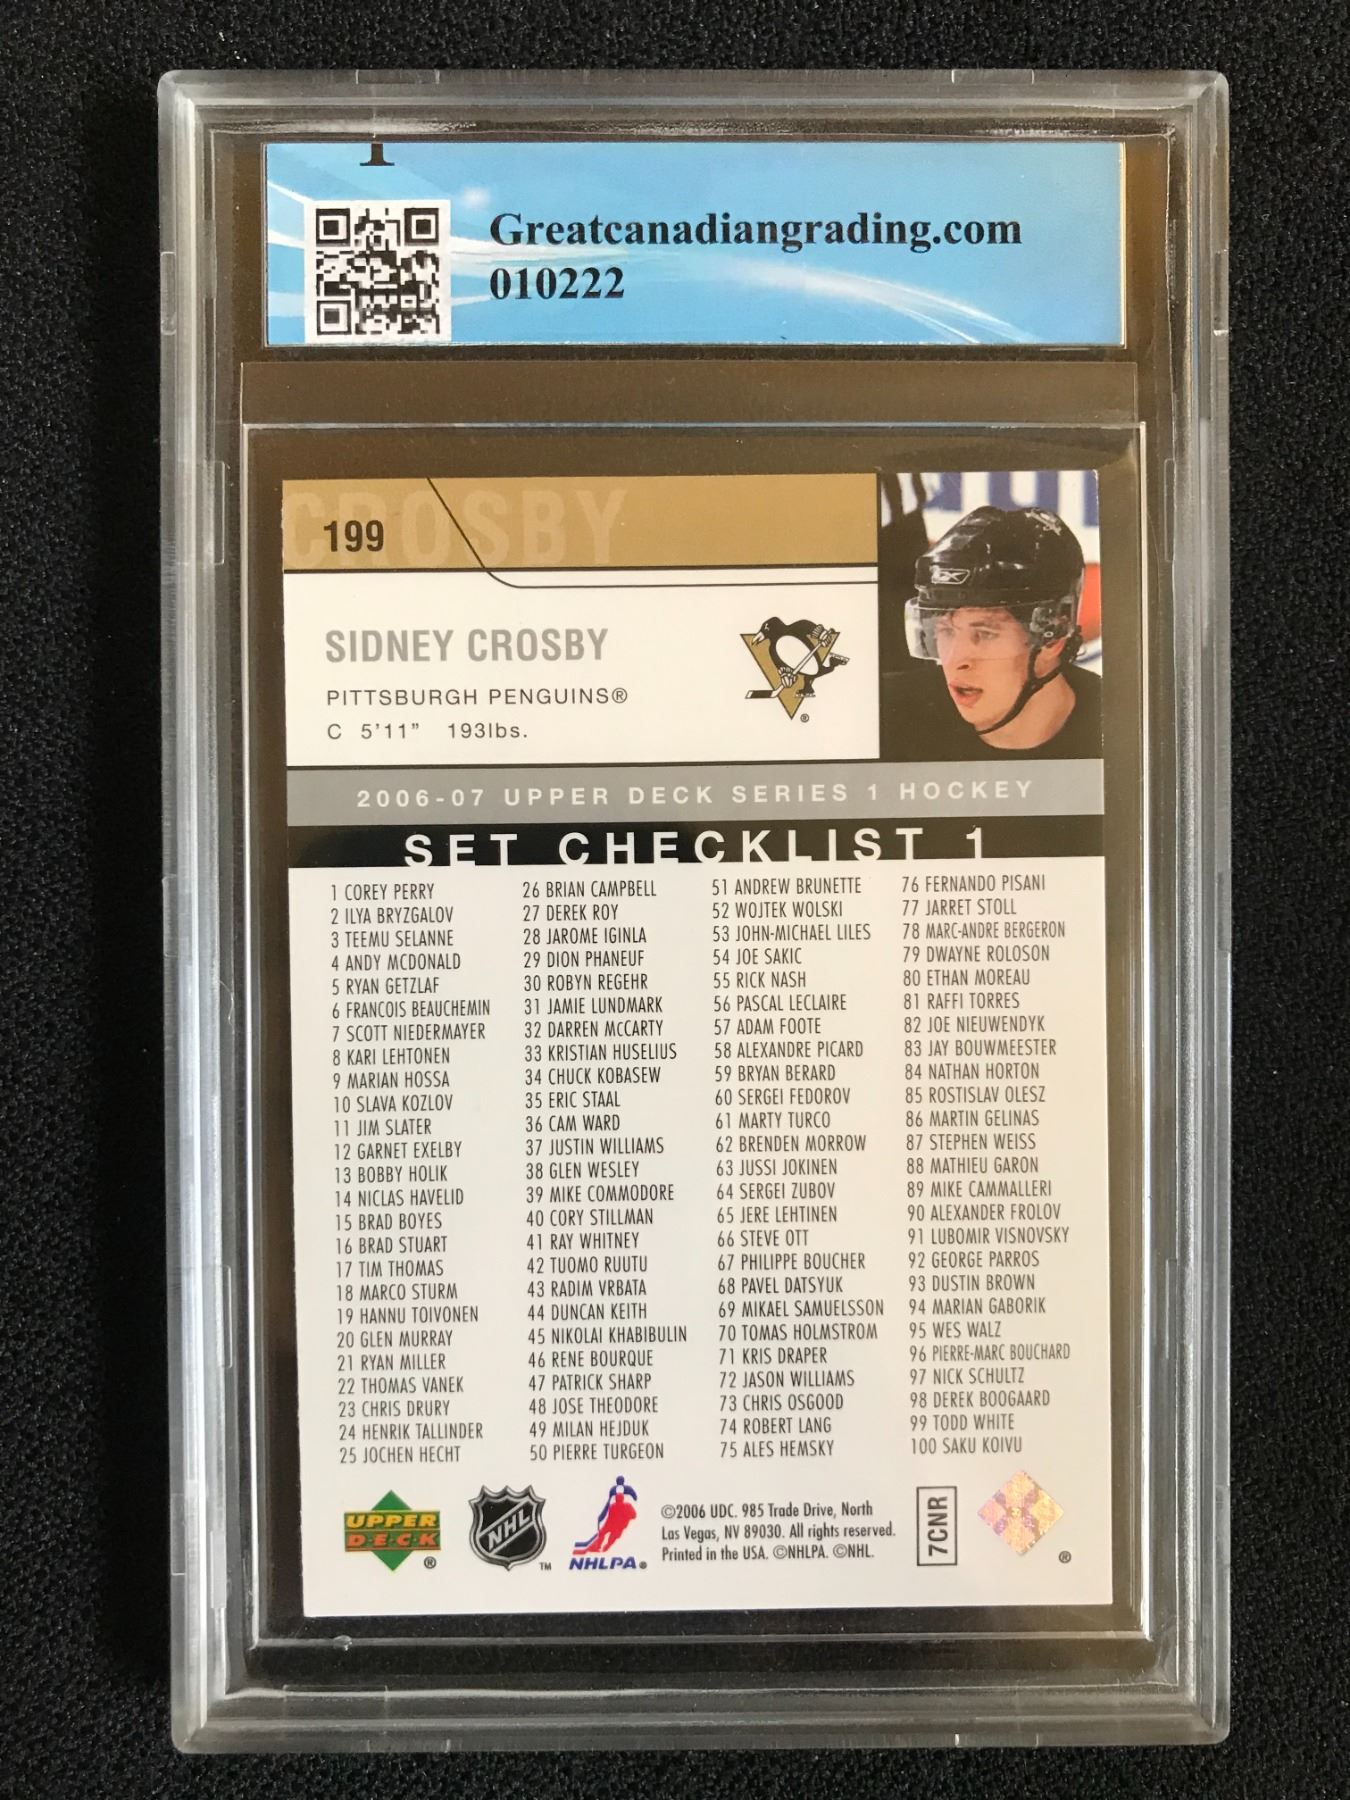 Greatcanadiangrading.com
010222
CROSBY
199
SIDNEY CROSBY
PITTSBURGH PENGUINS®
C 5'11" 193lbs.
®
2006-07 UPPER DECK SERIES 1 HOCKEY
SET CHECKLIST 1
1 COREY PERRY
2 ILYA BRYZGALOV
3 TEEMU SELANNE
4 ANDY MCDONALD
5 RYAN GETZLAF
6 FRANCOIS BEAUCHEMIN
7 SCOTT NIEDERMAYER
8 KARI LEHTONEN
9 MARIAN HOSSA
10 SLAVA KOZLOV
11 JIM SLATER
12 GARNET EXELBY
13 BOBBY HOLIK
14 NICLAS HAVELID
15 BRAD BOYES
16 BRAD STUART
17 TIM THOMAS
18 MARCO STURM
19 HANNU TOIVONEN
20 GLEN MURRAY
21 RYAN MILLER
22 THOMAS VANEK
23 CHRIS DRURY
24 HENRIK TALLINDER
25 JOCHEN HECHT
26 BRIAN CAMPBELL
27 DEREK ROY
28 JAROME IGINLA
29 DION PHANEUF
30 ROBYN REGEHR
31 JAMIE LUNDMARK
32 DARREN MCCARTY
33 KRISTIAN HUSELIUS
34 CHUCK KOBASEW
35 ERIC STAAL
36 CAM WARD
37 JUSTIN WILLIAMS
38 GLEN WESLEY
39 MIKE COMMODORE
40 CORY STILLMAN
41 RAY WHITNEY
42 TUOMO RUUTU
43 RADIM VRBATA
44 DUNCAN KEITH
45 NIKOLAI KHABIBULIN
46 RENE BOURQUE
47 PATRICK SHARP
48 JOSE THEODORE
49 MILAN HEJDUK
50 PIERRE TURGEON
51 ANDREW BRUNETTE
52 WOJTEK WOLSKI
53 JOHN-MICHAEL LILES
54 JOE SAKIC
55 RICK NASH
56 PASCAL LECLAIRE
57 ADAM FOOTE
58 ALEXANDRE PICARD
59 BRYAN BERARD
60 SERGEI FEDOROV
61 MARTY TURCO
62 BRENDEN MORROW
63 JUSSI JOKINEN
64 SERGEI ZUBOV
65 JERE LEHTINEN
66 STEVE OTT
67 PHILIPPE BOUCHER
68 PAVEL DATSYUK
69 MIKAEL SAMUELSSON
70 TOMAS HOLMSTROM
71 KRIS DRAPER
72 JASON WILLIAMS
73 CHRIS OSGOOD
74 ROBERT LANG
75 ALES HEMSKY
76 FERNANDO PISANI
77 JARRET STOLL
78 MARC-ANDRE BERGERON
79 DWAYNE ROLOSON
80 ETHAN MOREAU
81 RAFFI TORRES
82 JOE NIEUWENDYK
83 JAY BOUWMEESTER
84 NATHAN HORTON
85 ROSTISLAV OLESZ
86 MARTIN GELINAS
87 STEPHEN WEISS
88 MATHIEU GARON
89 MIKE CAMMALLERI
90 ALEXANDER FROLOV
91 LUBOMIR VISNOVSKY
92 GEORGE PARROS
93 DUSTIN BROWN
94 MARIAN GABORIK
95 WES WALZ
96 PIERRE-MARC BOUCHARD
97 NICK SCHULTZ
98 DEREK BOOGAARD
99 TODD WHITE
100 SAKU KOIVU
UPPER
DECK®
NHL™
NHLPA®
©2006 UDC. 985 Trade Drive, North
Las Vegas, NV 89030. All rights reserved.
Printed in the USA. ©NHLPA. ©NHL.
7CNR
®